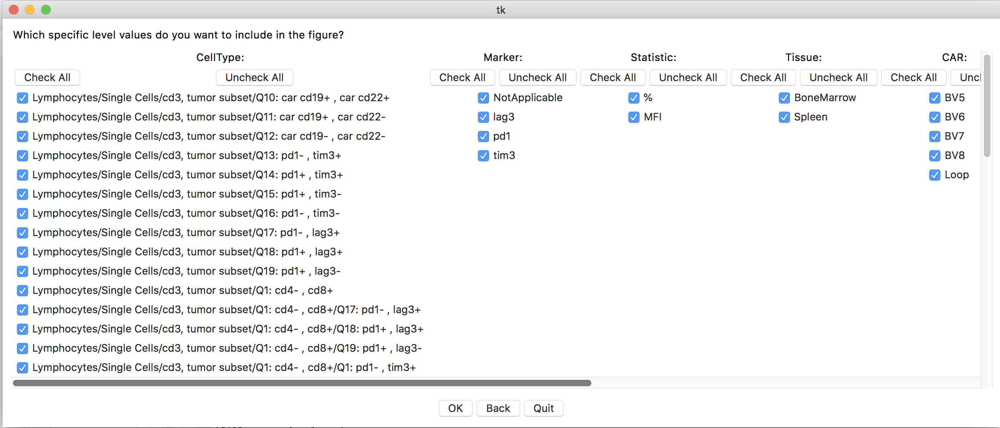 tk
Which specific level values do you want to include in the figure?
CellType: Marker: Statistic: Tissue: CAR:
Check All Uncheck All Check All Uncheck All Check All Uncheck All Check All Uncheck All Check All Uncl
Lymphocytes/Single Cells/cd3, tumor subset/Q10: car cd19+ , car cd22+ NotApplicable % BoneMarrow BV5
Lymphocytes/Single Cells/cd3, tumor subset/Q11: car cd19+ , car cd22- lag3 MFI Spleen BV6
Lymphocytes/Single Cells/cd3, tumor subset/Q12: car cd19- , car cd22- pd1 BV7
Lymphocytes/Single Cells/cd3, tumor subset/Q13: pd1- , tim3+ tim3 BV8
Lymphocytes/Single Cells/cd3, tumor subset/Q14: pd1+ , tim3+ Loop
Lymphocytes/Single Cells/cd3, tumor subset/Q15: pd1+ , tim3-
Lymphocytes/Single Cells/cd3, tumor subset/Q16: pd1- , tim3-
Lymphocytes/Single Cells/cd3, tumor subset/Q17: pd1- , lag3+
Lymphocytes/Single Cells/cd3, tumor subset/Q18: pd1+ , lag3+
Lymphocytes/Single Cells/cd3, tumor subset/Q19: pd1+ , lag3-
Lymphocytes/Single Cells/cd3, tumor subset/Q1: cd4- , cd8+
Lymphocytes/Single Cells/cd3, tumor subset/Q1: cd4- , cd8+/Q17: pd1- , lag3+
Lymphocytes/Single Cells/cd3, tumor subset/Q1: cd4- , cd8+/Q18: pd1+ , lag3+
Lymphocytes/Single Cells/cd3, tumor subset/Q1: cd4- , cd8+/Q19: pd1+ , lag3-
Lymphocytes/Single Cells/cd3, tumor subset/Q1: cd4- , cd8+/Q1: pd1- , tim3+
OK Back Quit